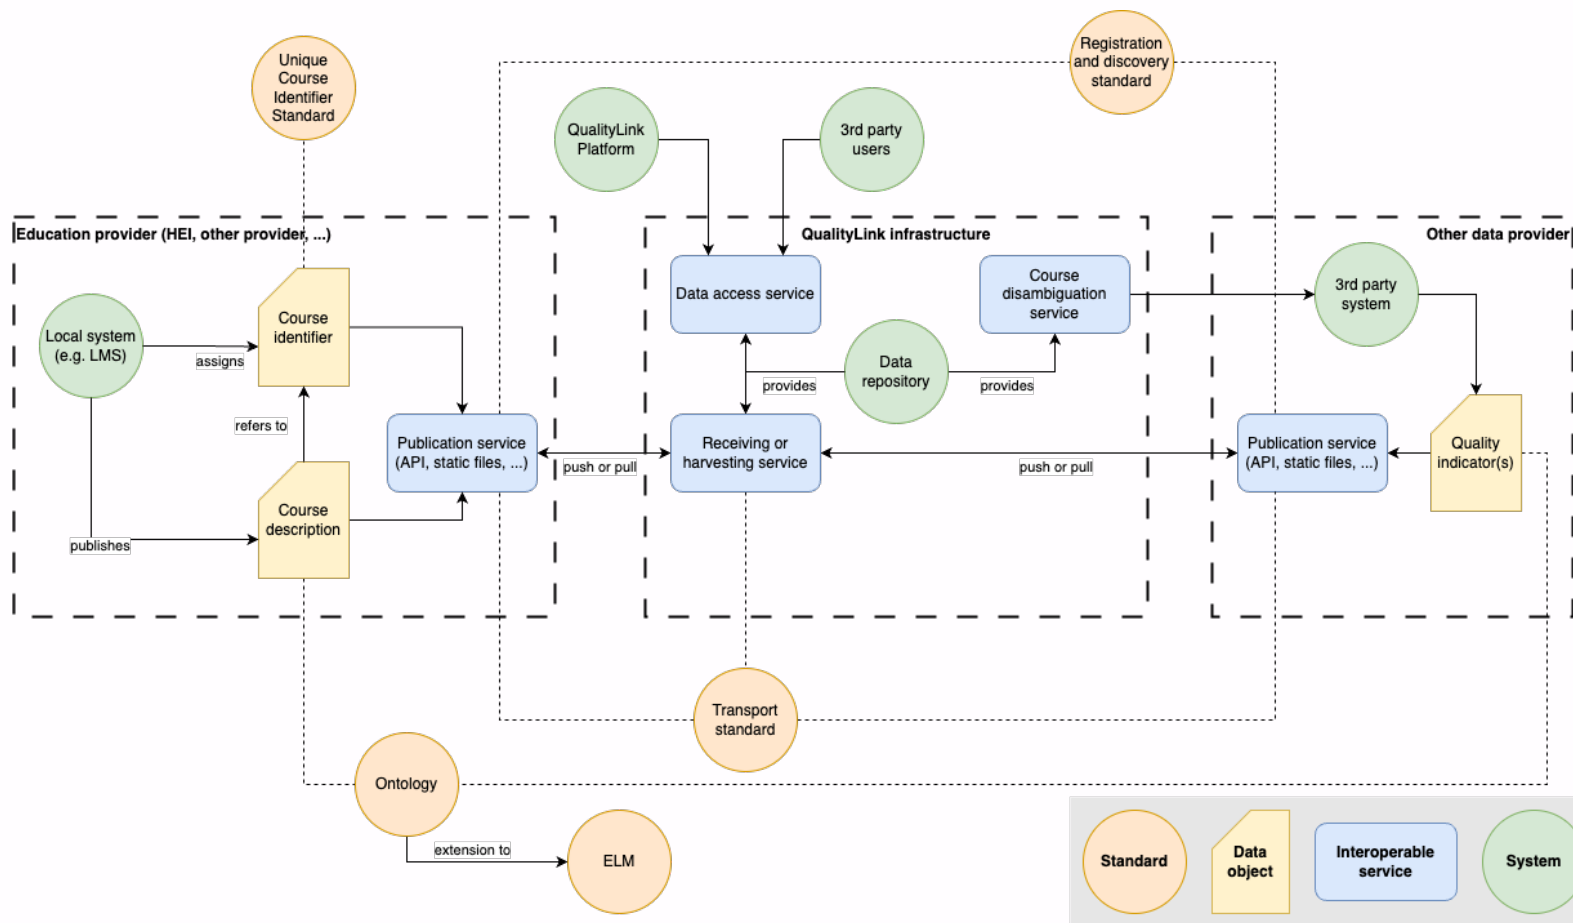 Unique
Course
Identifier
Standard
Registration
and discovery
standard
QualityLink
Platform
3rd party
users
Education provider (HEI, other provider, ...)
QualityLink infrastructure
Other data provider
Local system
(e.g. LMS)
assigns
Course
identifier
refers to
publishes
Course
description
Publication service
(API, static files, ...)
push or pull
Data access service
Course
disambiguation
service
Data
repository
provides
provides
Receiving or
harvesting service
push or pull
3rd party
system
Publication service
(API, static files, ...)
Quality
indicator(s)
Transport
standard
Ontology
extension to
ELM
Standard
Data
object
Interoperable
service
System